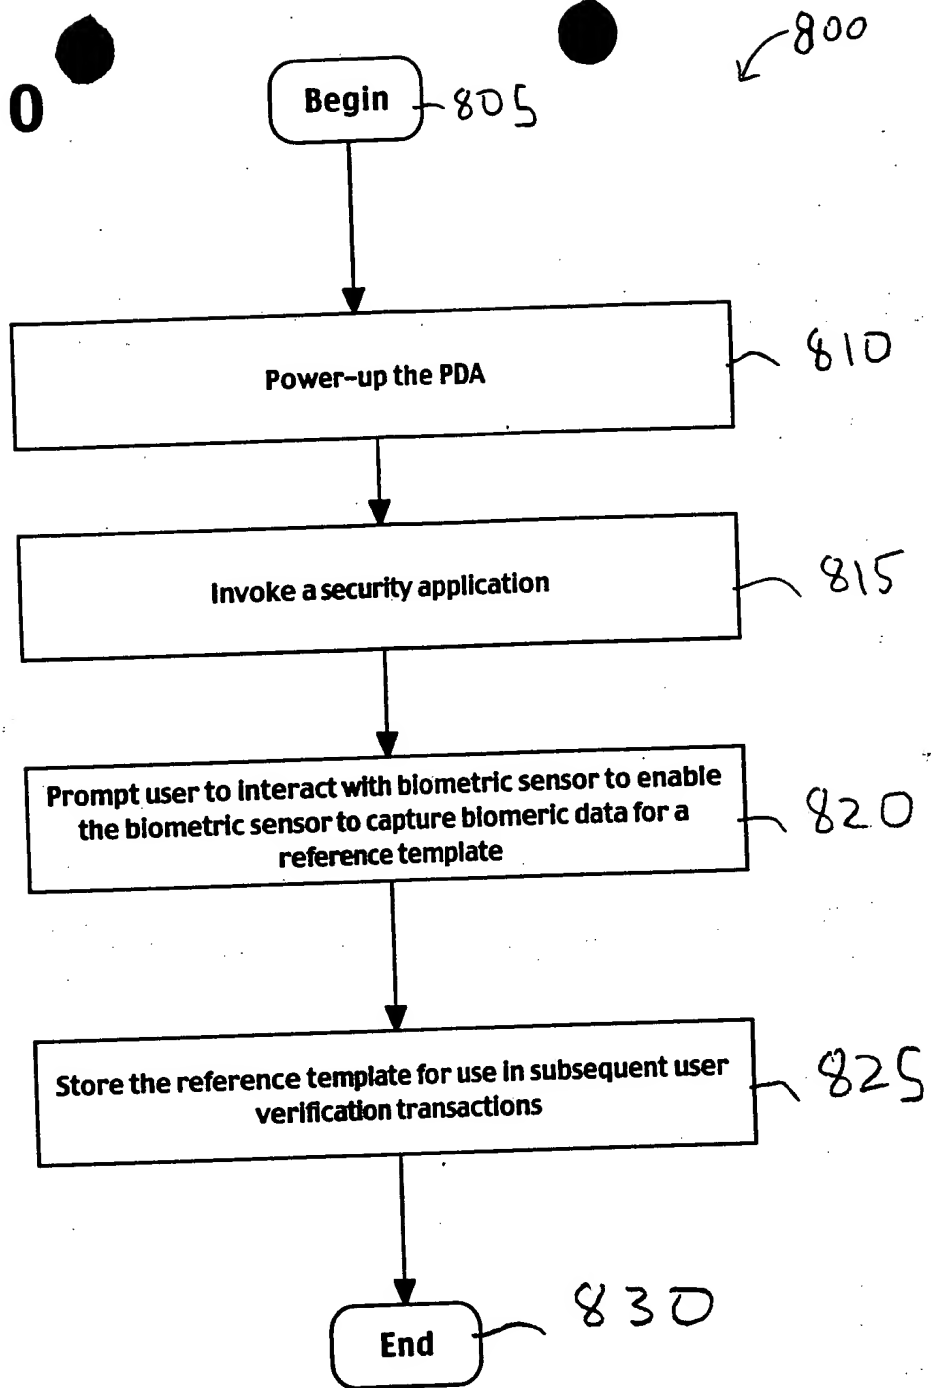 800
0
Begin 805
Power-up the PDA 810
Invoke a security application 815
Prompt user to interact with biometric sensor to enable
the biometric sensor to capture biomeric data for a 820
reference template
Store the reference template for use in subsequent user 825
verification transactions
End 830